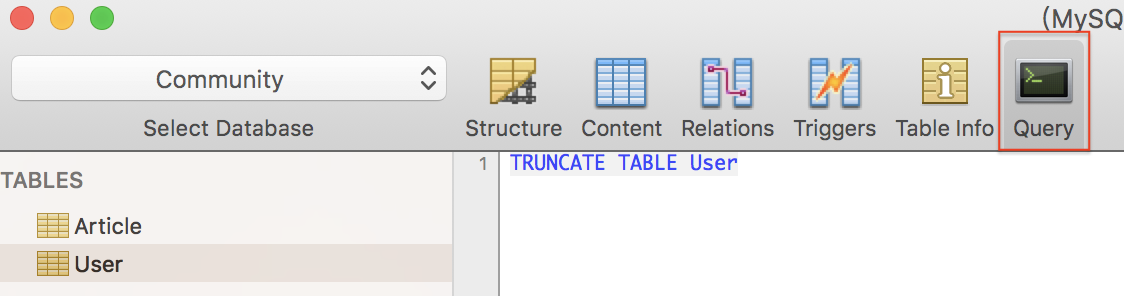 (MySQ
Community
Select Database
Structure
Content
Relations
Triggers
Table Info
Query
TABLES
Article
User
1 TRUNCATE TABLE User